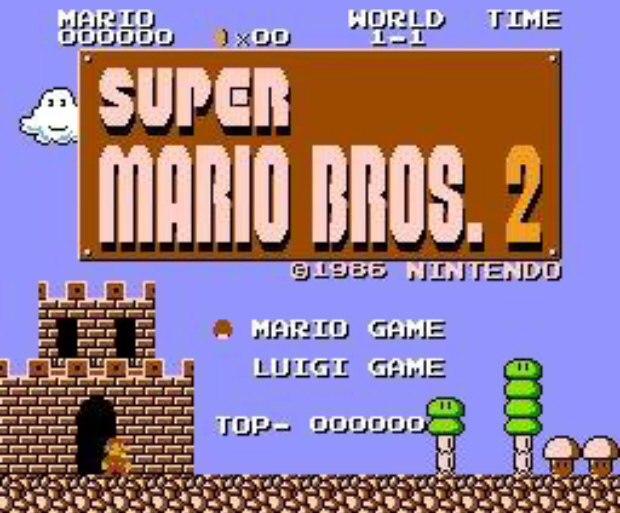 MARIO WORLD TIME
000000 ×00 1-1
SUPER
MARIO BROS. 2
©1986 NINTENDO
MARIO GAME
LUIGI GAME
TOP- 000000